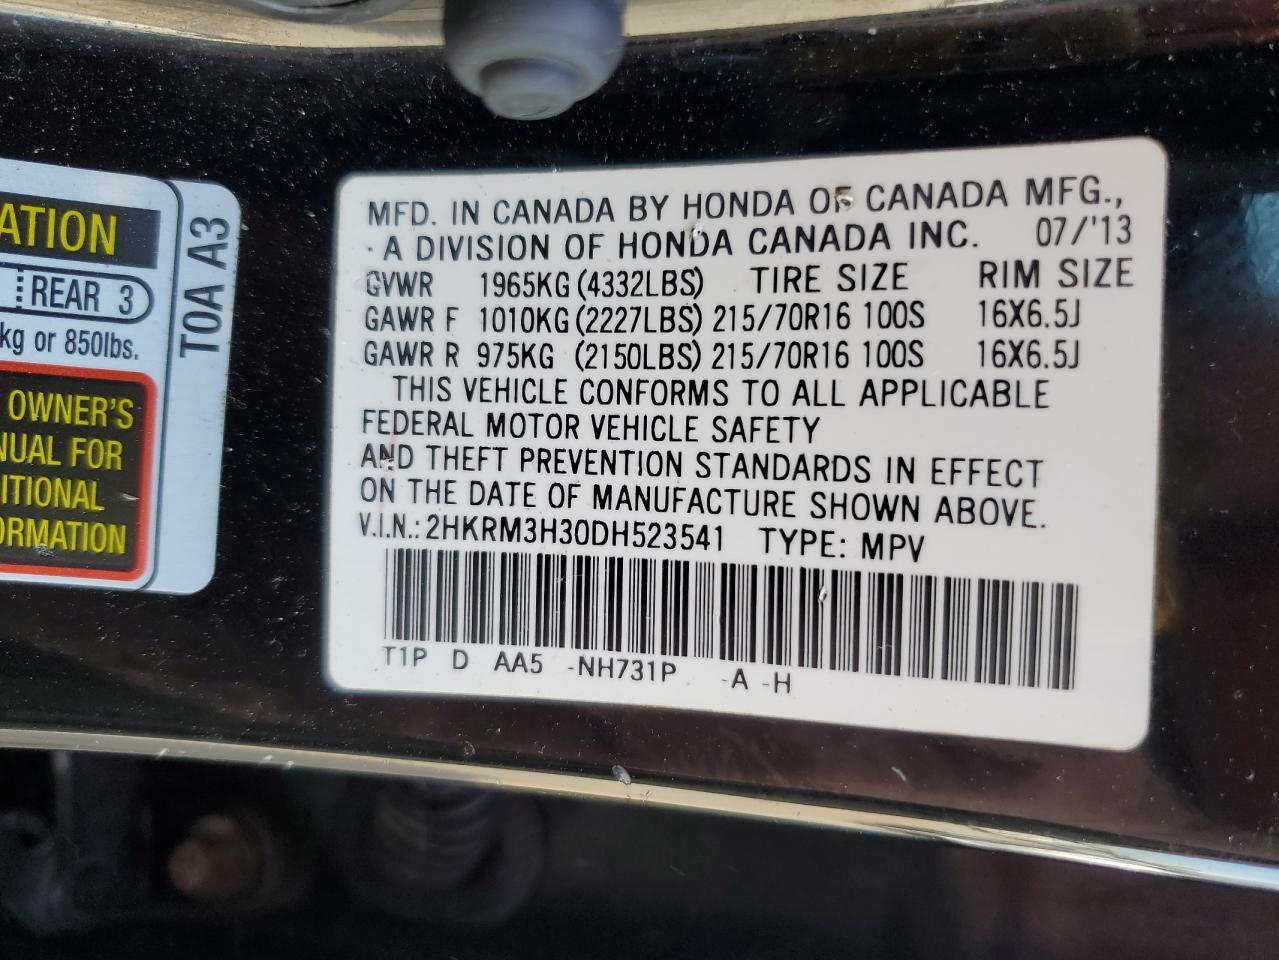 ATION
REAR 3
kg or 850lbs.
OWNER'S
NUAL FOR
ITIONAL
ORMATION
T0A A3
MFD. IN CANADA BY HONDA OF CANADA MFG.,
A DIVISION OF HONDA CANADA INC. 07/'13
GVWR 1965KG (4332LBS) TIRE SIZE RIM SIZE
GAWR F 1010KG (2227LBS) 215/70R16 100S 16X6.5J
GAWR R 975KG (2150LBS) 215/70R16 100S 16X6.5J
THIS VEHICLE CONFORMS TO ALL APPLICABLE
FEDERAL MOTOR VEHICLE SAFETY
AND THEFT PREVENTION STANDARDS IN EFFECT
ON THE DATE OF MANUFACTURE SHOWN ABOVE.
V.I.N.: 2HKRM3H30DH523541 TYPE: MPV
T1P D AA5 -NH731P -A -H